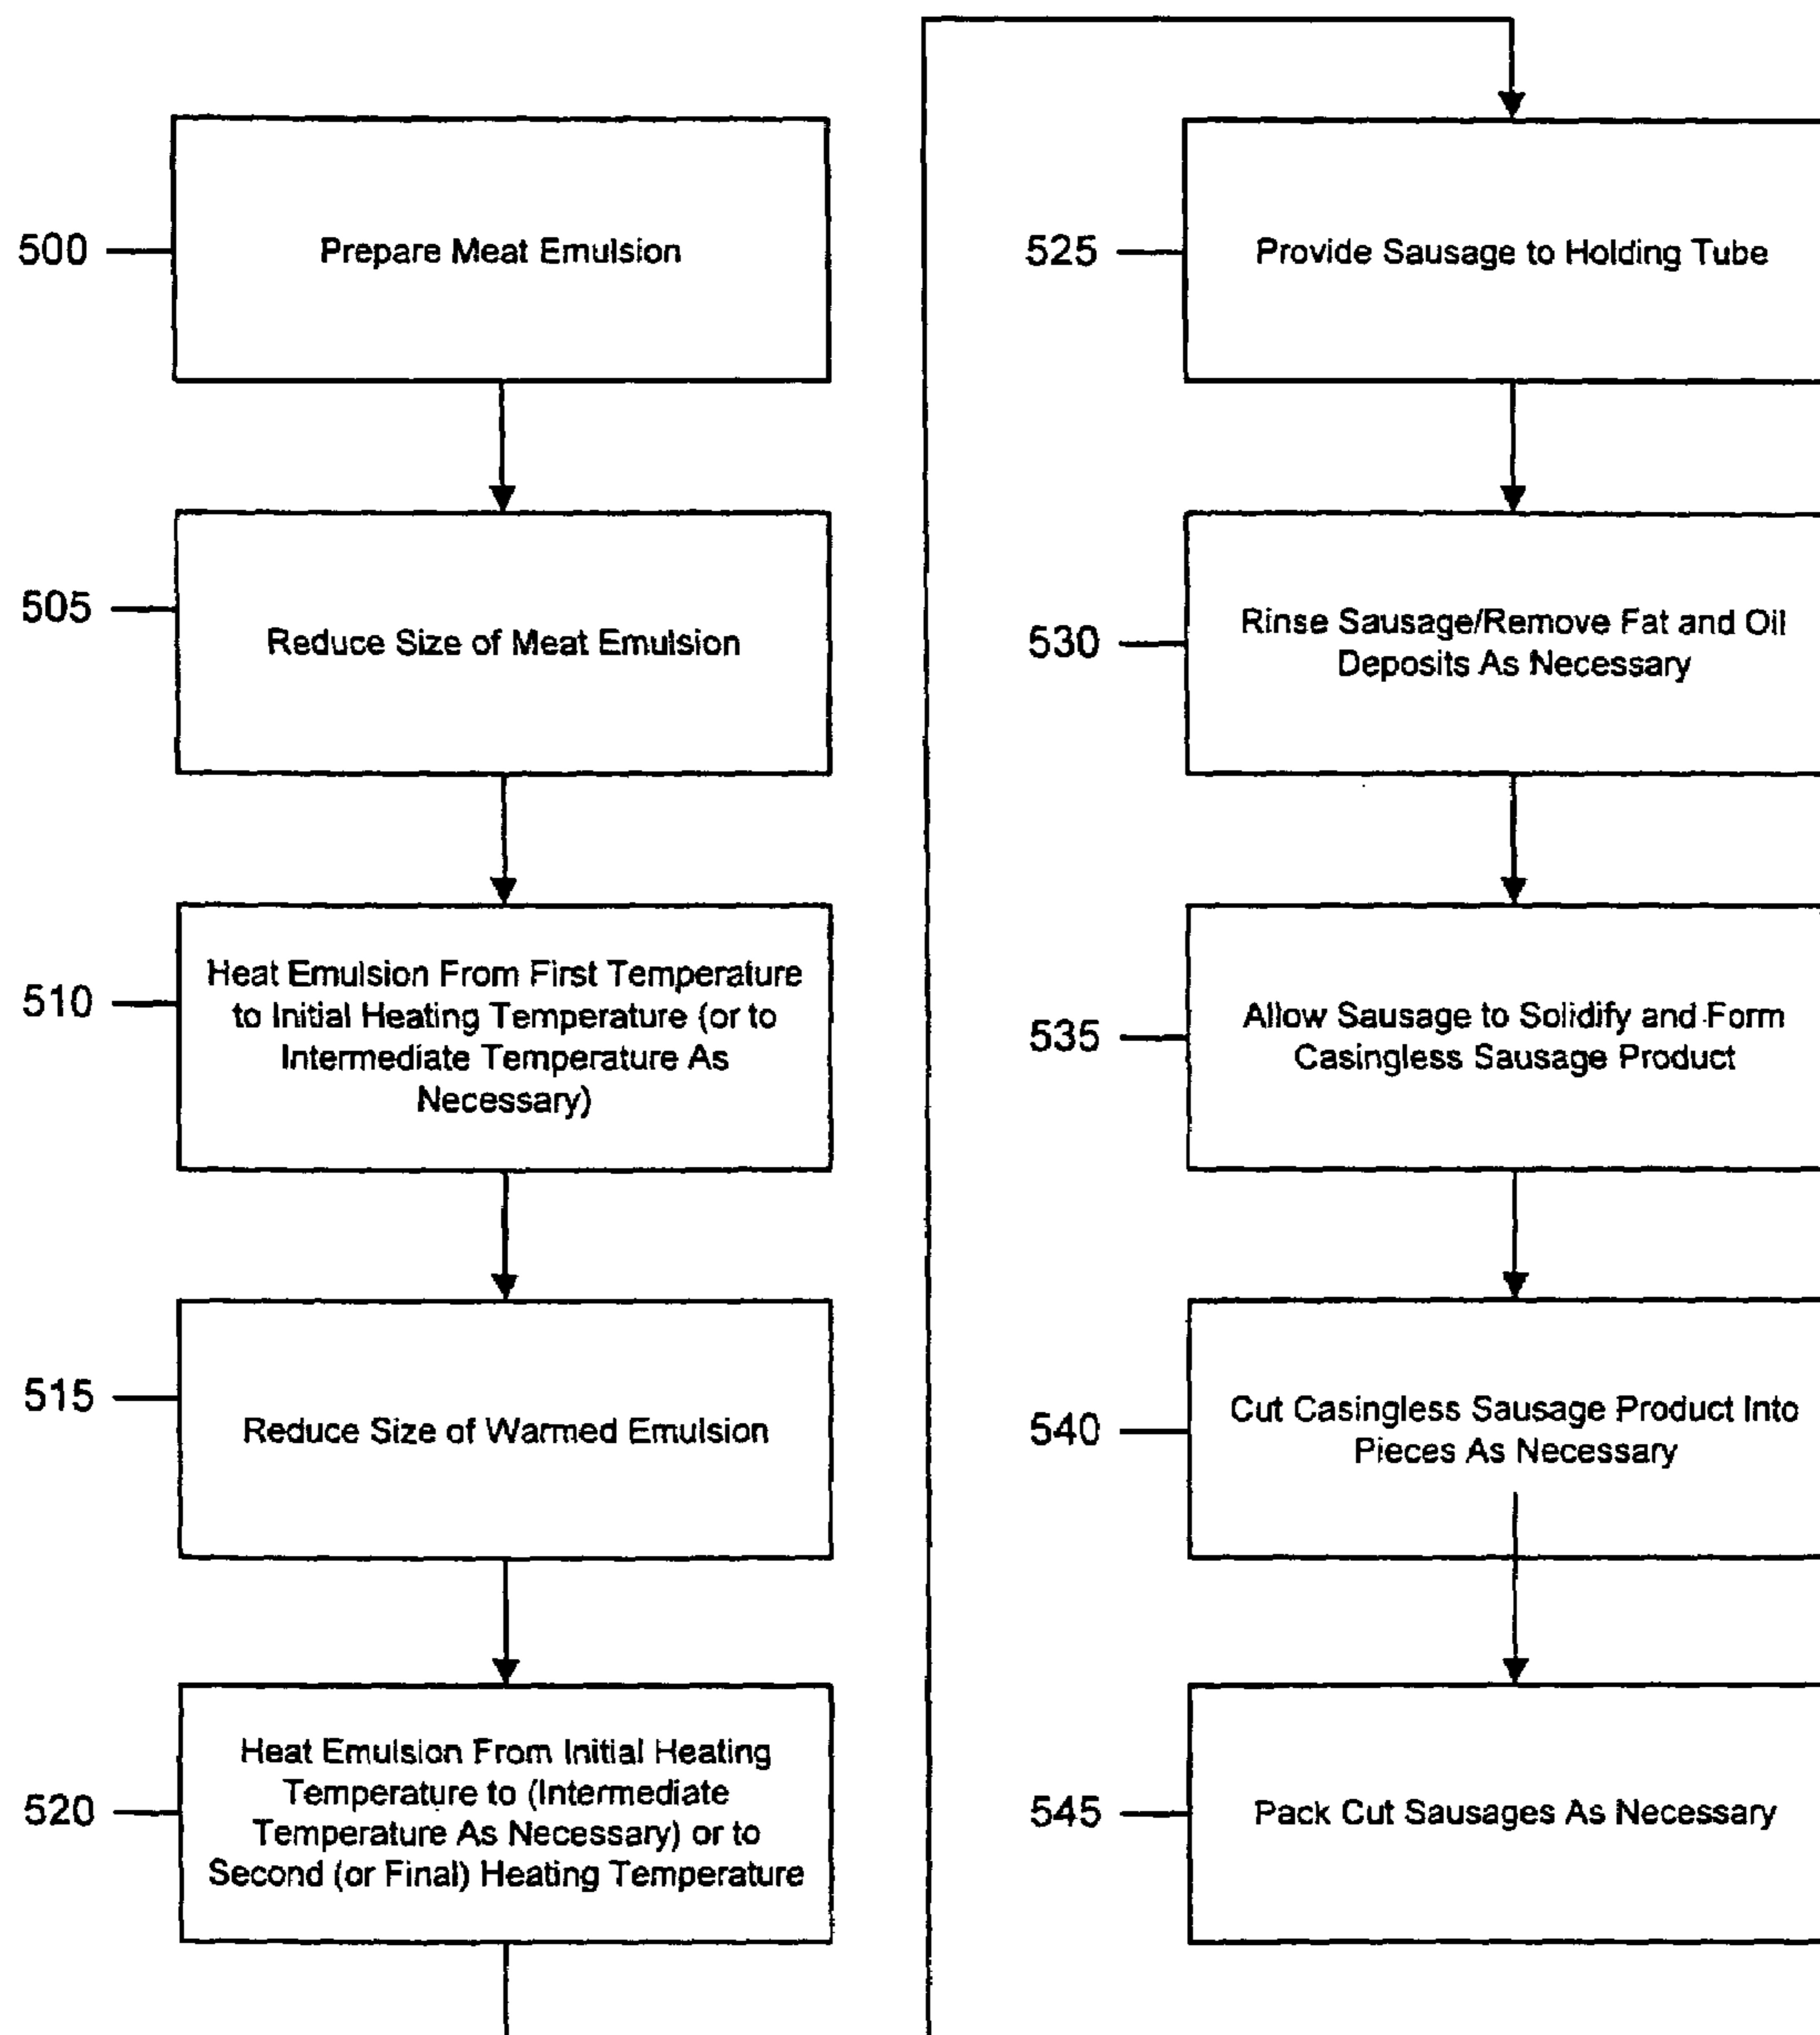 500
Prepare Meat Emulsion
505
Reduce Size of Meat Emulsion
510
Heat Emulsion From First Temperature
to Initial Heating Temperature (or to
Intermediate Temperature As
Necessary)
515
Reduce Size of Warmed Emulsion
520
Heat Emulsion From Initial Heating
Temperature to (Intermediate
Temperature As Necessary) or to
Second (or Final) Heating Temperature
525
Provide Sausage to Holding Tube
530
Rinse Sausage/Remove Fat and Oil
Deposits As Necessary
535
Allow Sausage to Solidify and Form
Casingless Sausage Product
540
Cut Casingless Sausage Product Into
Pieces As Necessary
545
Pack Cut Sausages As Necessary